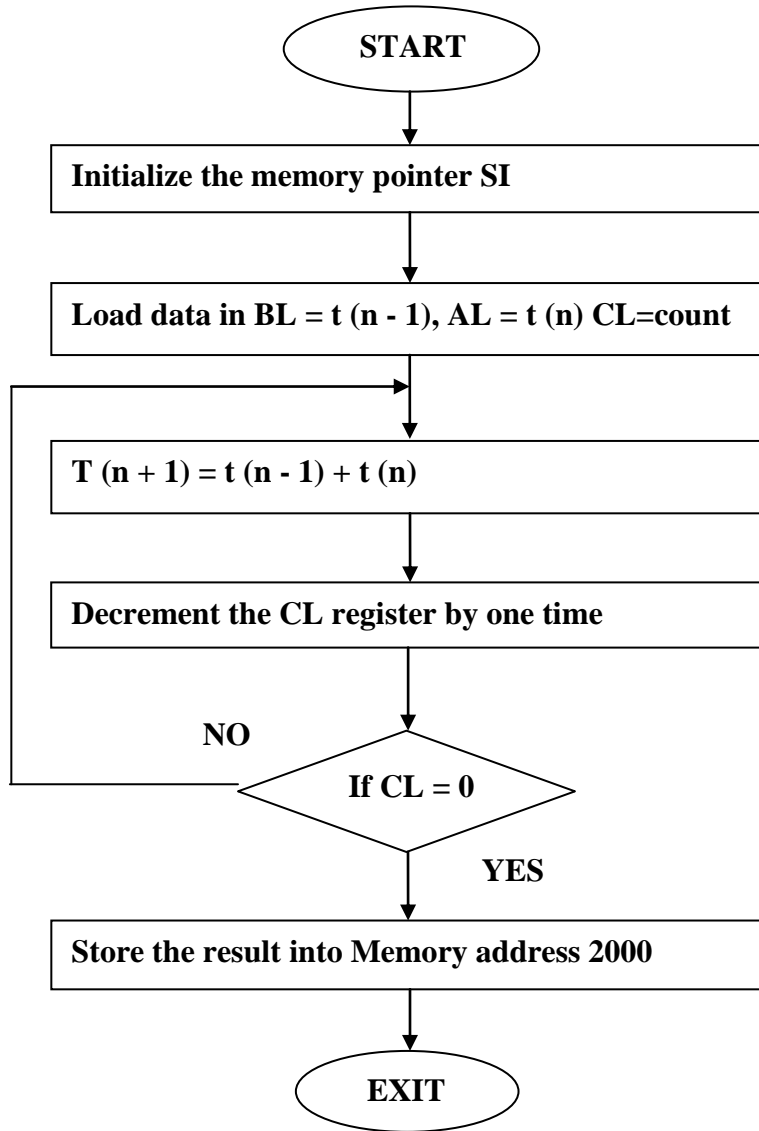 START
Initialize the memory pointer SI
Load data in BL = t (n - 1), AL = t (n) CL=count
T (n + 1) = t (n - 1) + t (n)
Decrement the CL register by one time
NO
If CL = 0
YES
Store the result into Memory address 2000
EXIT